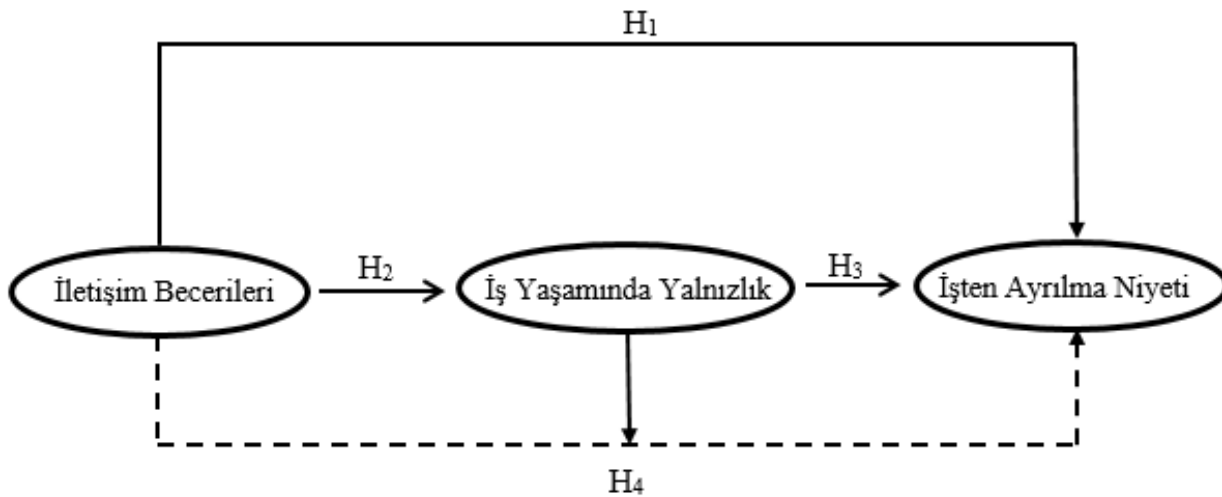 H₁
İletişim Becerileri
H₂
İş Yaşamında Yalnızlık
H₃
İşten Ayrılma Niyeti
H₄